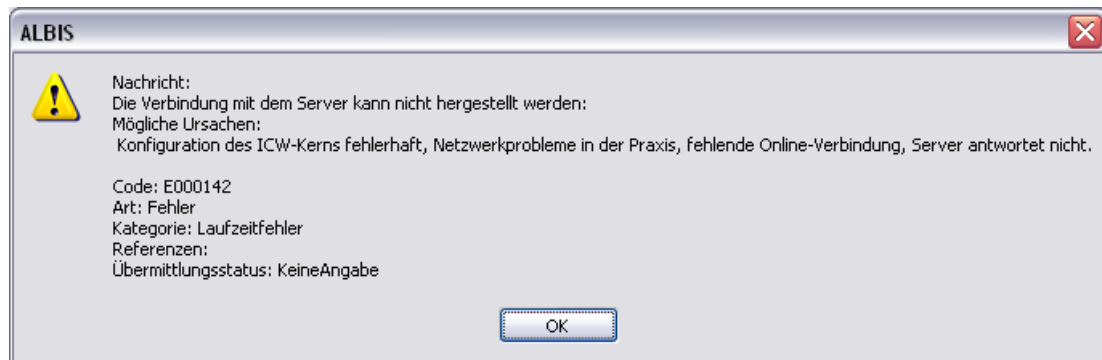 ALBIS
Nachricht:
Die Verbindung mit dem Server kann nicht hergestellt werden:
Mögliche Ursachen:
Konfiguration des ICW-Kerns fehlerhaft, Netzwerkprobleme in der Praxis, fehlende Online-Verbindung, Server antwortet nicht.
Code: E000142
Art: Fehler
Kategorie: Laufzeitfehler
Referenzen:
Übermittlungsstatus: KeineAngabe
OK